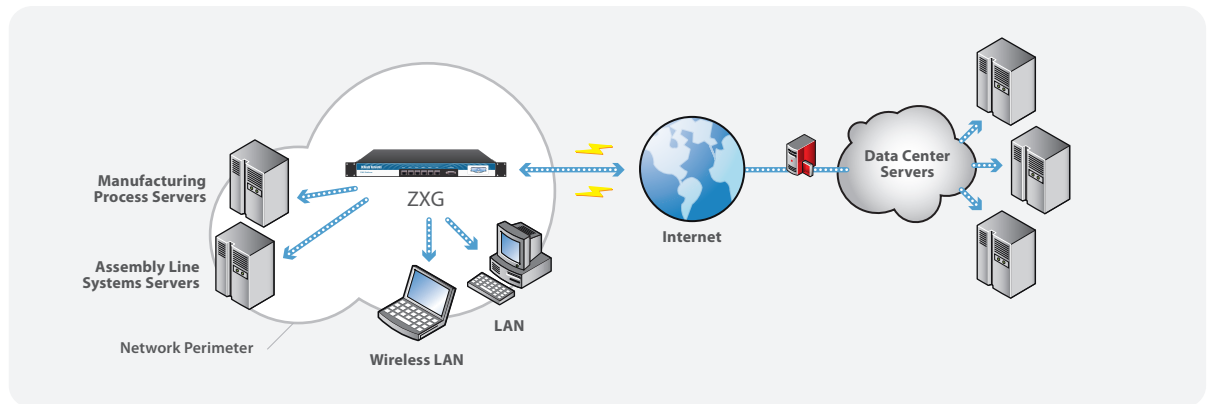 Manufacturing
Process Servers
Assembly Line
Systems Servers
Network Perimeter
ZXG
Wireless LAN
LAN
Internet
Data Center
Servers